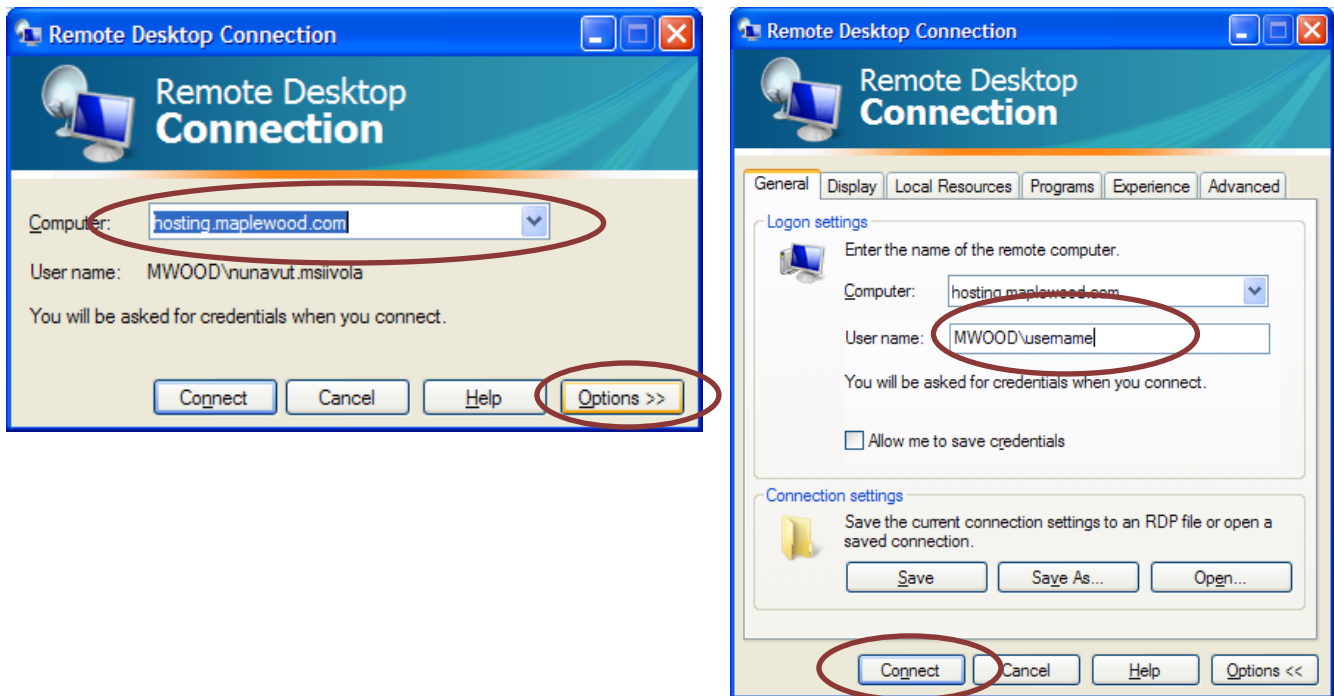 Remote Desktop Connection
Remote Desktop
Connection
Computer: hosting.maplewood.com
User name: MWOOD\nunavut.msiivola
You will be asked for credentials when you connect.
Connect Cancel Help Options >>
Remote Desktop Connection
Remote Desktop
Connection
General Display Local Resources Programs Experience Advanced
Logon settings
Enter the name of the remote computer.
Computer: hosting.maplewood.com
User name: MWOOD\username
You will be asked for credentials when you connect.
Allow me to save credentials
Connection settings
Save the current connection settings to an RDP file or open a
saved connection.
Save Save As... Open...
Connect Cancel Help Options <<